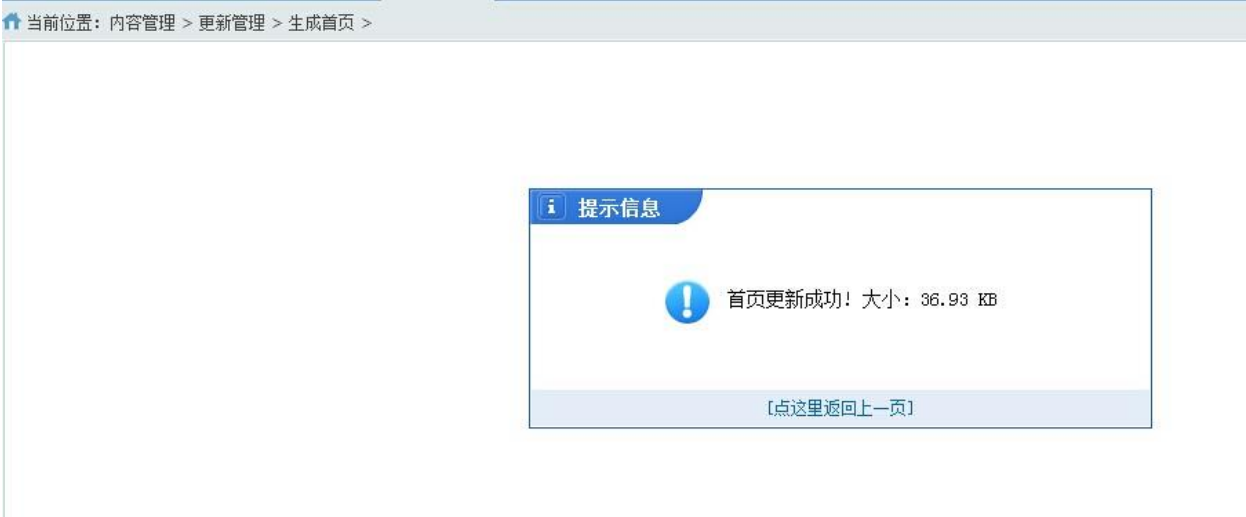 当前位置：内容管理 > 更新管理 > 生成首页 >
提示信息
首页更新成功！大小：36.93 KB
[点这里返回上一页]